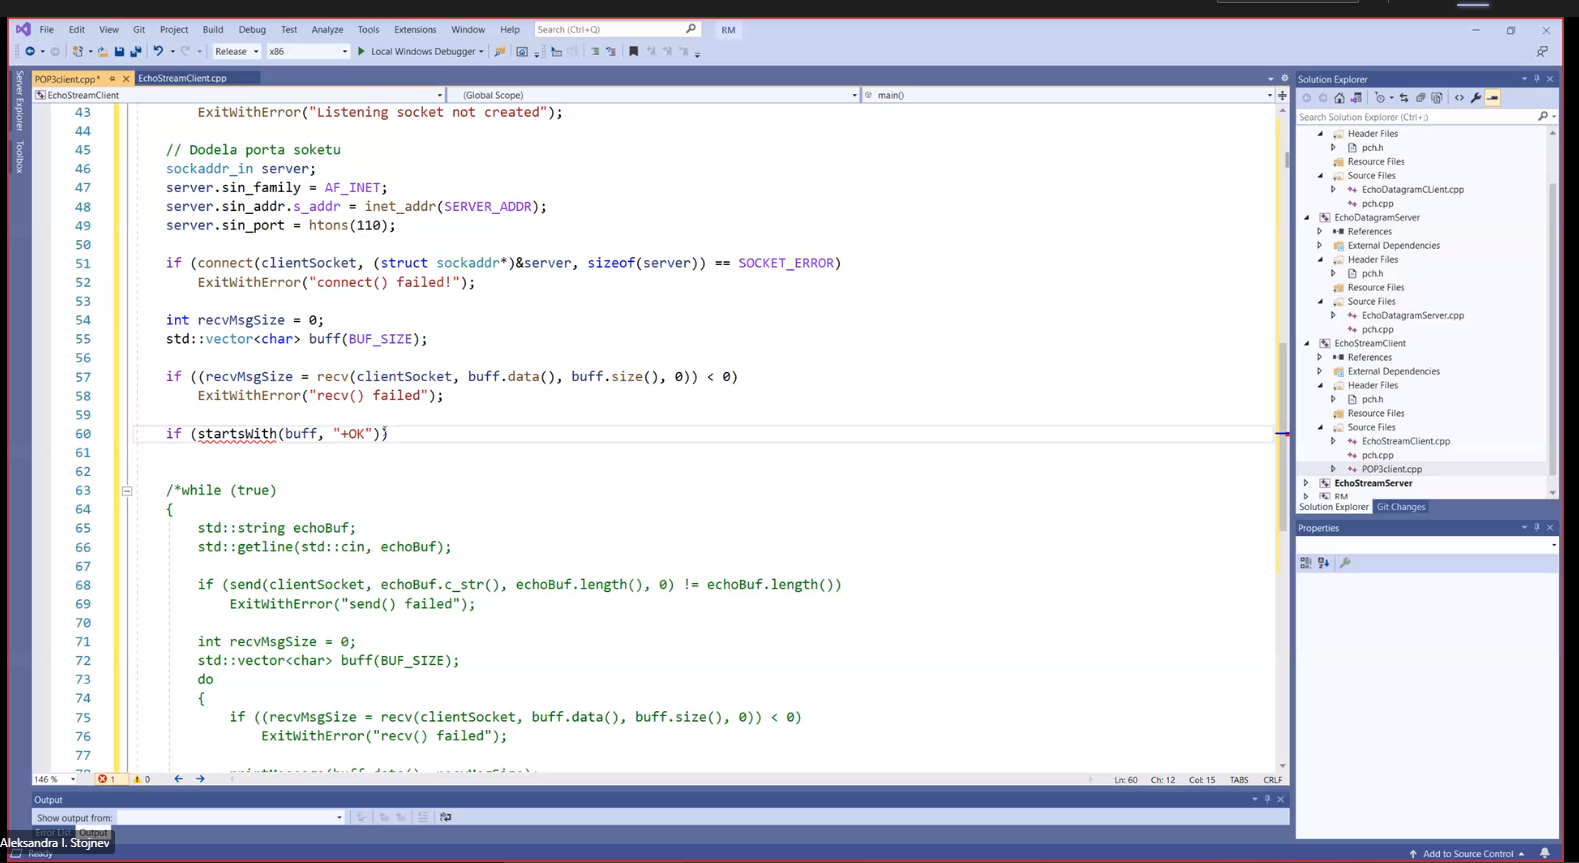 File Edit View Git Project Build Debug Test Analyze Tools Extensions Window Help Search (Ctrl+Q) RM
Release x86 Local Windows Debugger
Server Explorer
Toolbox
POP3client.cpp* EchoStreamClient.cpp
EchoStreamClient (Global Scope) main()
43 ExitWithError("Listening socket not created");
44
45 // Dodela porta soketu
46 sockaddr_in server;
47 server.sin_family = AF_INET;
48 server.sin_addr.s_addr = inet_addr(SERVER_ADDR);
49 server.sin_port = htons(110);
50
51 if (connect(clientSocket, (struct sockaddr*)&server, sizeof(server)) == SOCKET_ERROR)
52 ExitWithError("connect() failed!");
53
54 int recvMsgSize = 0;
55 std::vector<char> buff(BUF_SIZE);
56
57 if ((recvMsgSize = recv(clientSocket, buff.data(), buff.size(), 0)) < 0)
58 ExitWithError("recv() failed");
59
60 if (startsWith(buff, "+OK"))
61
62
63 /*while (true)
64 {
65 std::string echoBuf;
66 std::getline(std::cin, echoBuf);
67
68 if (send(clientSocket, echoBuf.c_str(), echoBuf.length(), 0) != echoBuf.length())
69 ExitWithError("send() failed");
70
71 int recvMsgSize = 0;
72 std::vector<char> buff(BUF_SIZE);
73 do
74 {
75 if ((recvMsgSize = recv(clientSocket, buff.data(), buff.size(), 0)) < 0)
76 ExitWithError("recv() failed");
77
146 % 1 0 Ln: 60 Ch: 12 Col: 15 TABS CRLF
Output
Show output from:
Error List Output
Aleksandra I. Stojnev
Ready
Solution Explorer
Search Solution Explorer (Ctrl+;)
Header Files
pch.h
Resource Files
Source Files
EchoDatagramCLient.cpp
pch.cpp
EchoDatagramServer
References
External Dependencies
Header Files
pch.h
Resource Files
Source Files
EchoDatagramServer.cpp
pch.cpp
EchoStreamClient
References
External Dependencies
Header Files
pch.h
Resource Files
Source Files
EchoStreamClient.cpp
pch.cpp
POP3client.cpp
EchoStreamServer
RM
Solution Explorer Git Changes
Properties
Add to Source Control